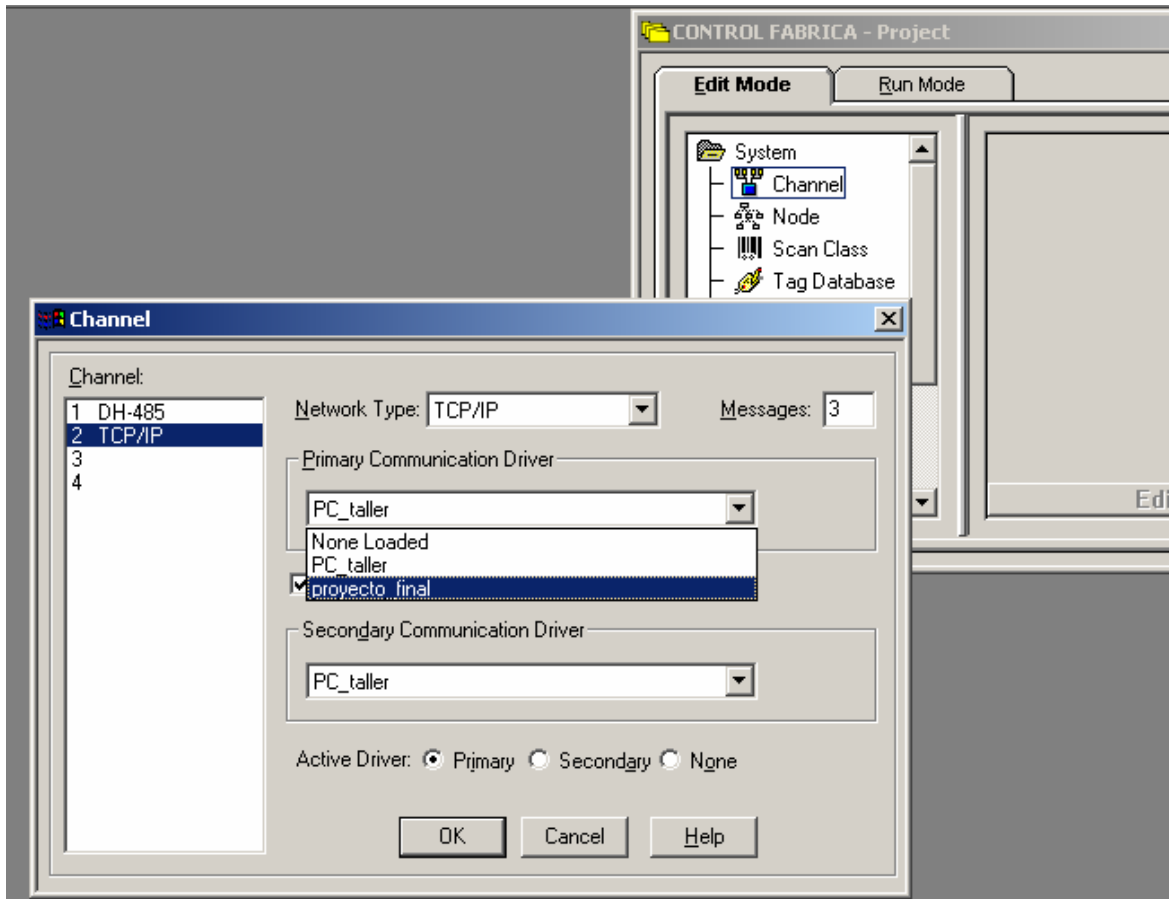 CONTROL FABRICA - Project
Edit Mode
Run Mode
System
Channel
Node
Scan Class
Tag Database
Edi
Channel
Channel:
1 DH-485
2 TCP/IP
3
4
Network Type: TCP/IP
Messages: 3
Primary Communication Driver
PC_taller
None Loaded
PC_taller
proyecto_final
Secondary Communication Driver
PC_taller
Active Driver: Primary Secondary None
OK Cancel Help